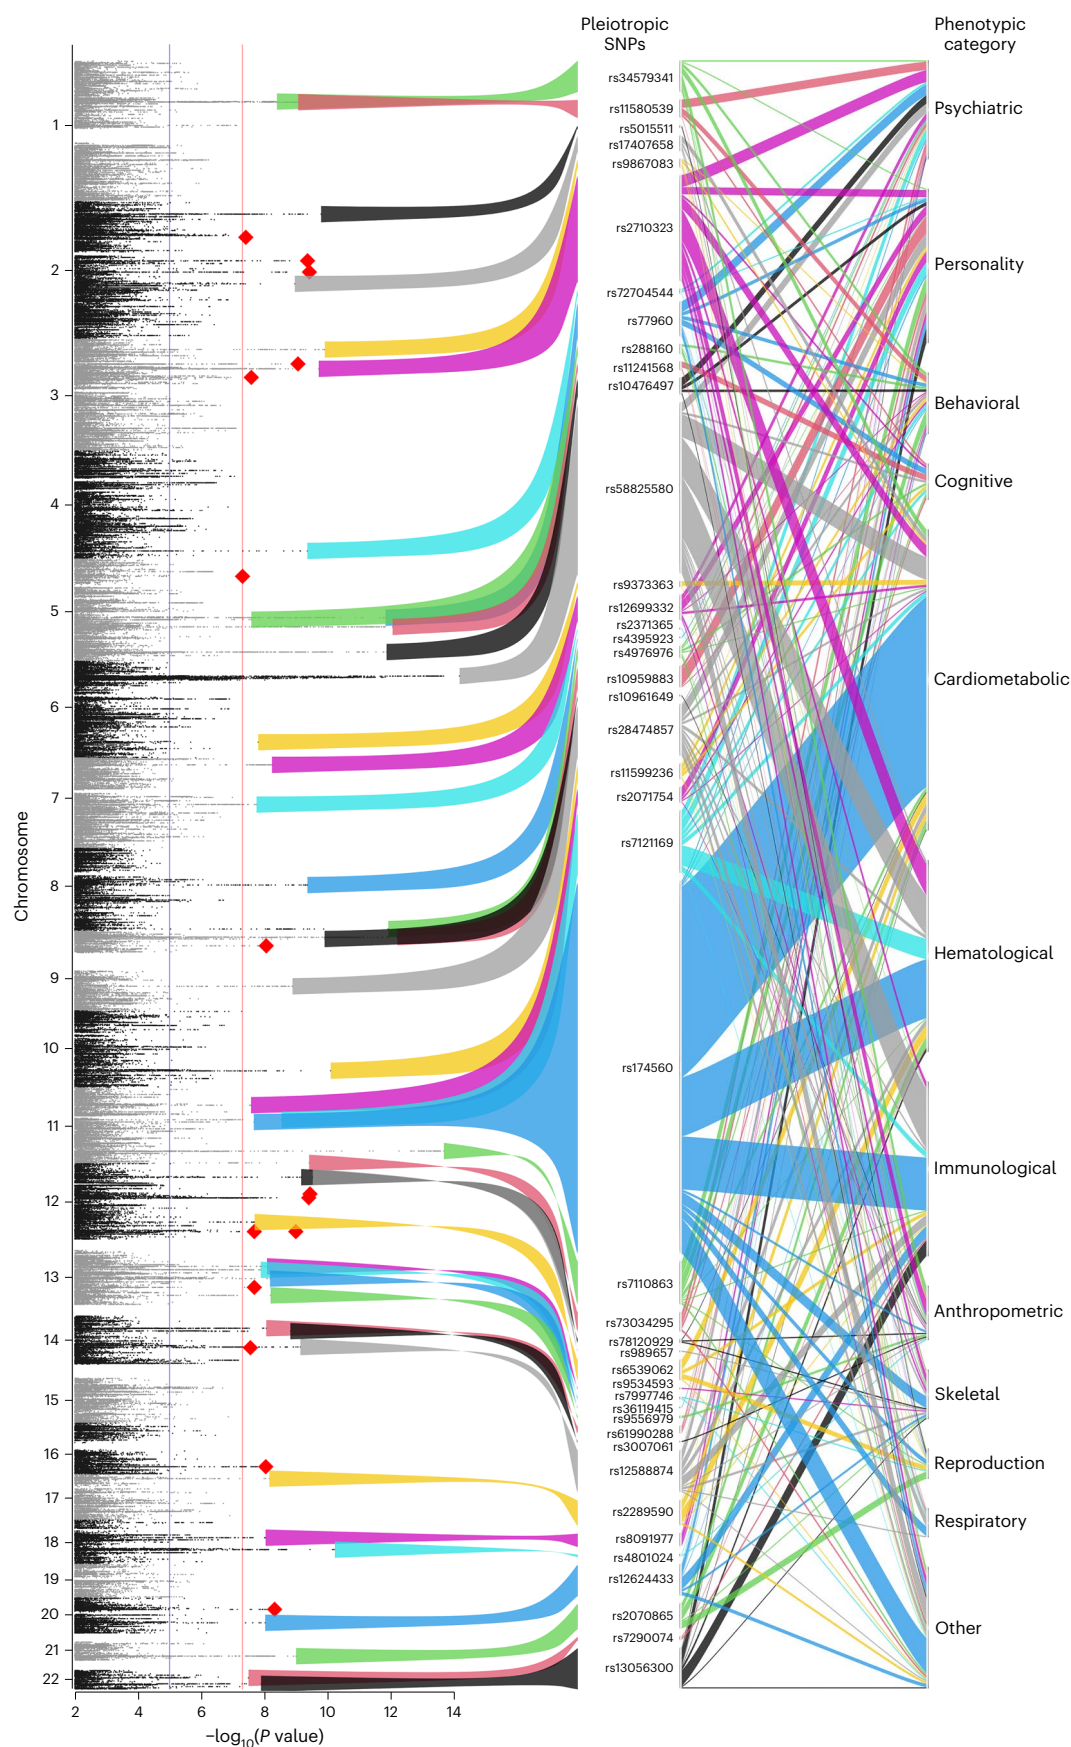 Pleiotropic
SNPs
Phenotypic
category
rs34579341
rs11580539
rs5015511
rs17407658
rs9867083
rs2710323
rs72704544
rs77960
rs288160
rs11241568
rs10476497
rs58825580
rs9373363
rs12699332
rs2371365
rs4395923
rs4976976
rs10959883
rs10961649
rs28474857
rs11599236
rs2071754
rs7121169
rs174560
rs7110863
rs73034295
rs78120929
rs989657
rs6539062
rs9534593
rs7997746
rs36119415
rs9556979
rs61990288
rs3007061
rs12588874
rs2289590
rs8091977
rs4801024
rs12624433
rs2070865
rs7290074
rs13056300
Psychiatric
Personality
Behavioral
Cognitive
Cardiometabolic
Hematological
Immunological
Anthropometric
Skeletal
Reproduction
Respiratory
Other
Chromosome
1
2
3
4
5
6
7
8
9
10
11
12
13
14
15
16
17
18
19
20
21
22
2 4 6 8 10 12 14
−log10(P value)